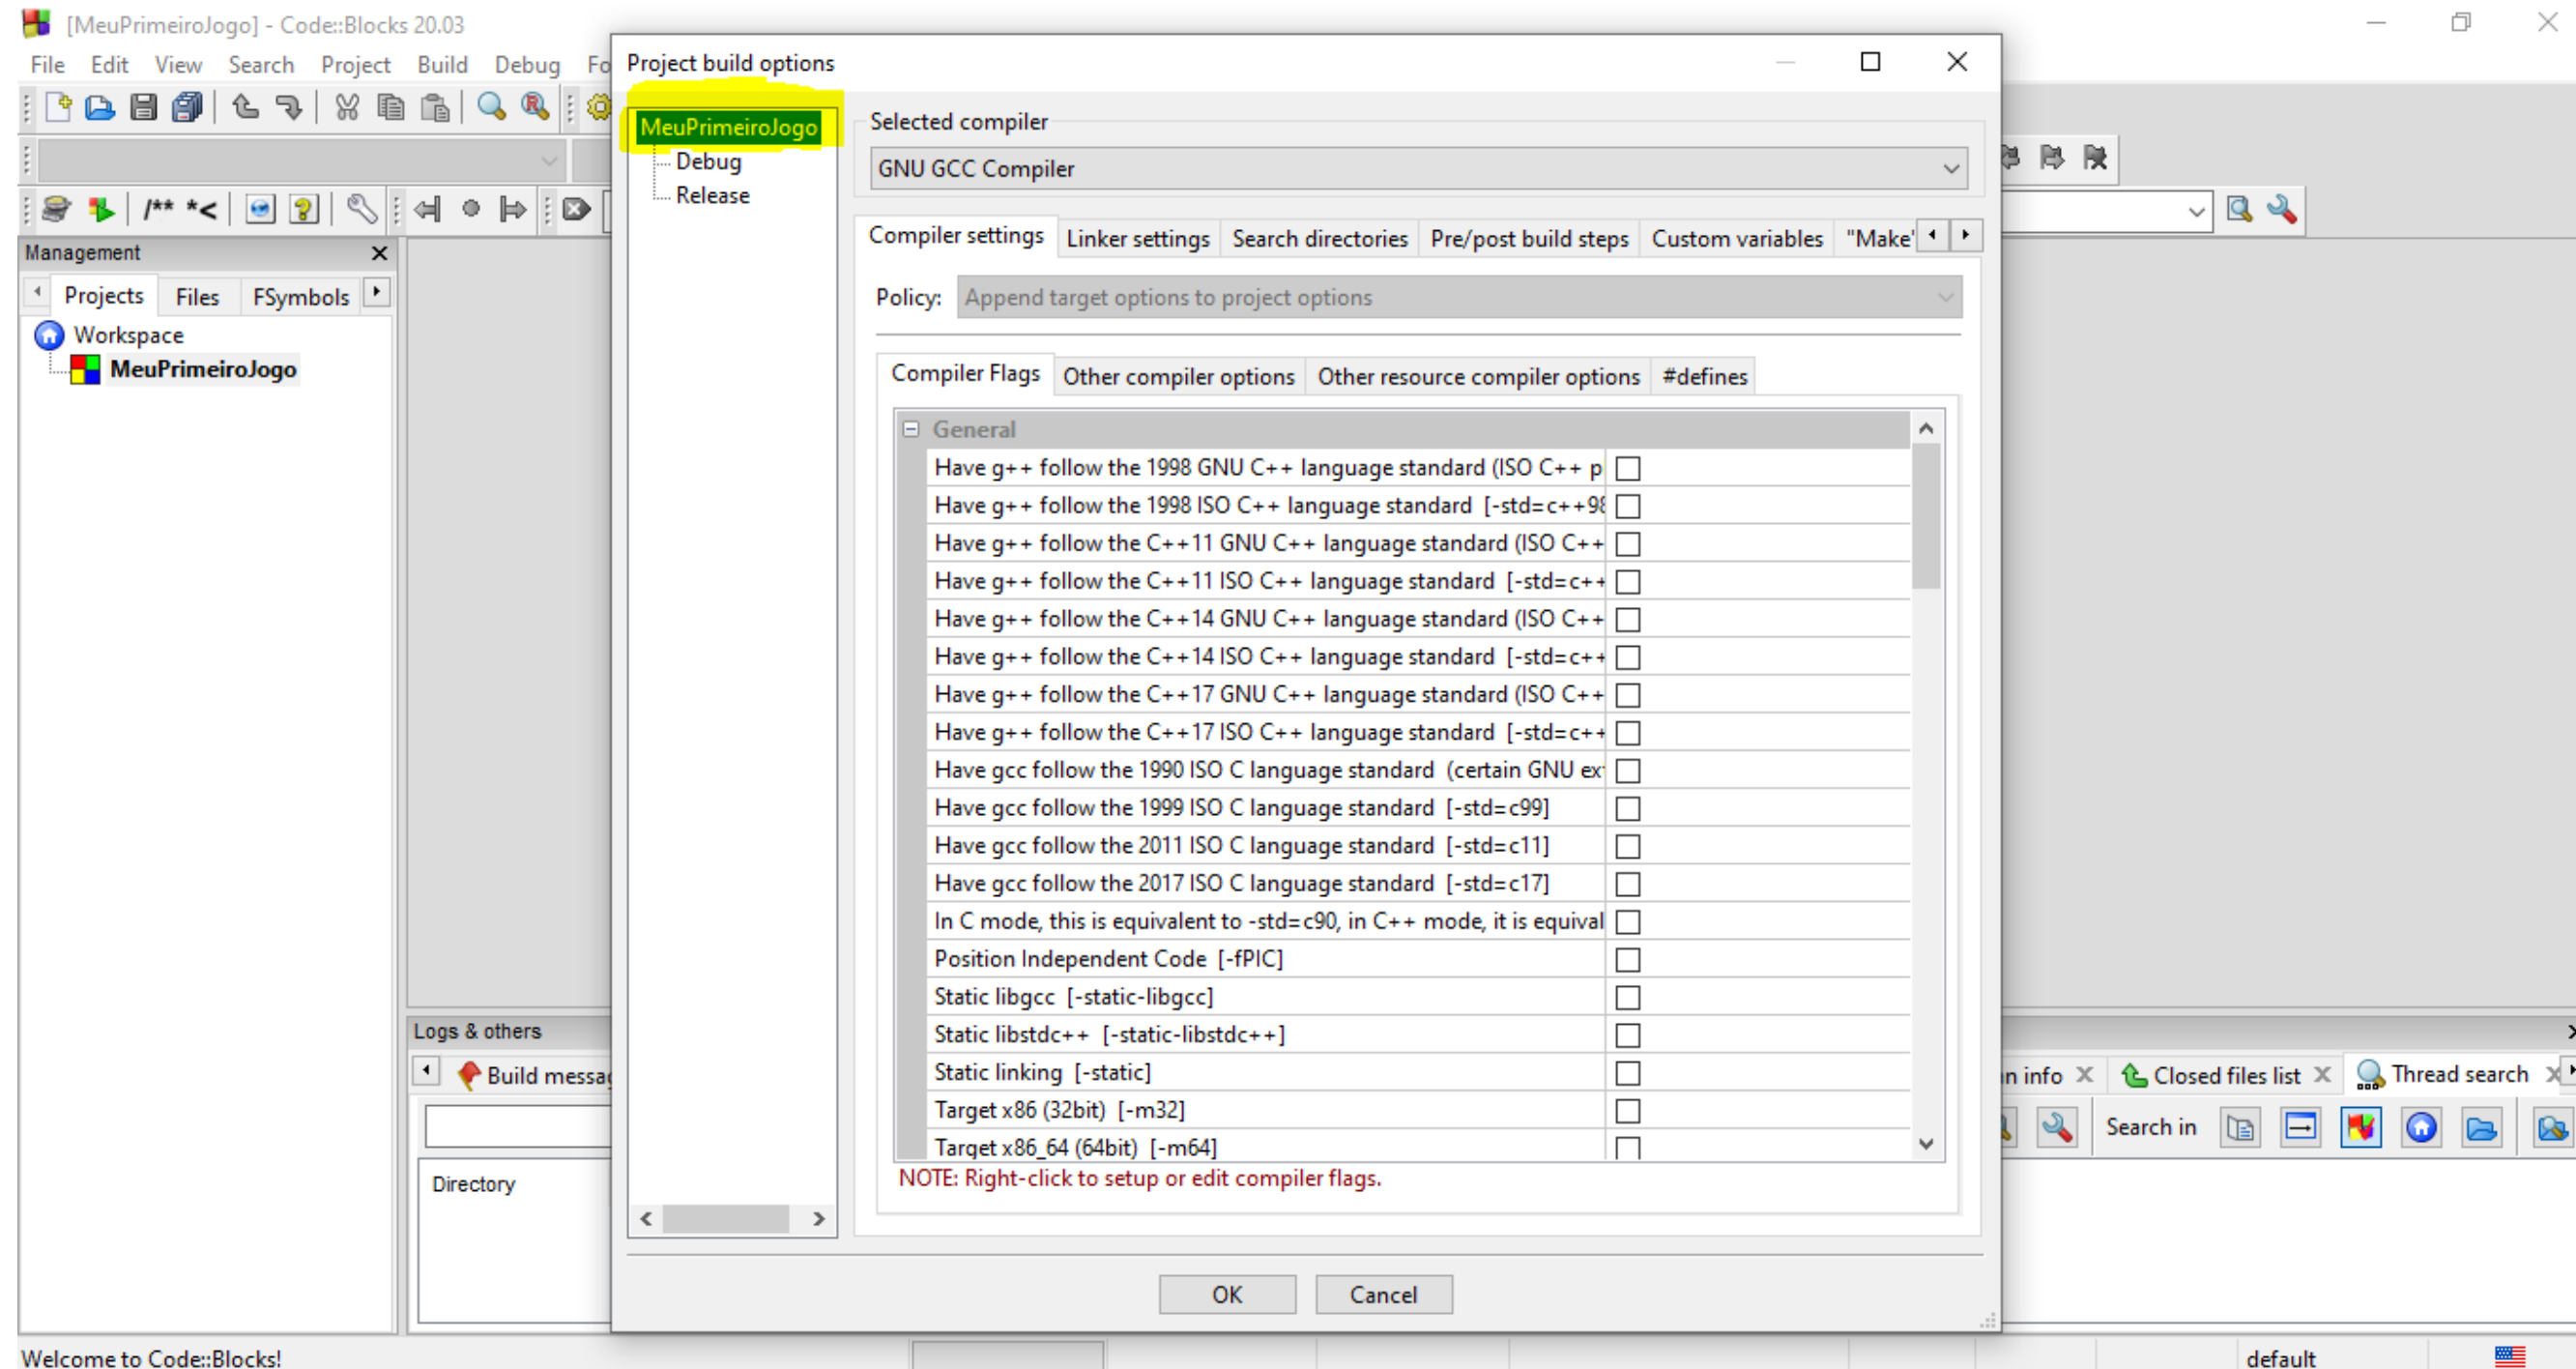 [MeuPrimeiroJogo] - Code::Blocks 20.03
File Edit View Search Project Build Debug Fo
Project build options
MeuPrimeiroJogo
Debug
Release
Selected compiler
GNU GCC Compiler
/** *<
Compiler settings Linker settings Search directories Pre/post build steps Custom variables "Make"
Management
Projects Files FSymbols
Workspace
MeuPrimeiroJogo
Policy: Append target options to project options
Compiler Flags Other compiler options Other resource compiler options #defines
General
Have g++ follow the 1998 GNU C++ language standard (ISO C++ p
Have g++ follow the 1998 ISO C++ language standard [-std=c++98
Have g++ follow the C++11 GNU C++ language standard (ISO C++
Have g++ follow the C++11 ISO C++ language standard [-std=c++
Have g++ follow the C++14 GNU C++ language standard (ISO C++
Have g++ follow the C++14 ISO C++ language standard [-std=c++
Have g++ follow the C++17 GNU C++ language standard (ISO C++
Have g++ follow the C++17 ISO C++ language standard [-std=c++
Have gcc follow the 1990 ISO C language standard (certain GNU ext
Have gcc follow the 1999 ISO C language standard [-std=c99]
Have gcc follow the 2011 ISO C language standard [-std=c11]
Have gcc follow the 2017 ISO C language standard [-std=c17]
In C mode, this is equivalent to -std=c90, in C++ mode, it is equival
Position Independent Code [-fPIC]
Static libgcc [-static-libgcc]
Static libstdc++ [-static-libstdc++]
Static linking [-static]
Target x86 (32bit) [-m32]
Target x86_64 (64bit) [-m64]
NOTE: Right-click to setup or edit compiler flags.
OK Cancel
Logs & others
Build messag
n info Closed files list Thread search
Search in
Directory
Welcome to Code::Blocks!
default